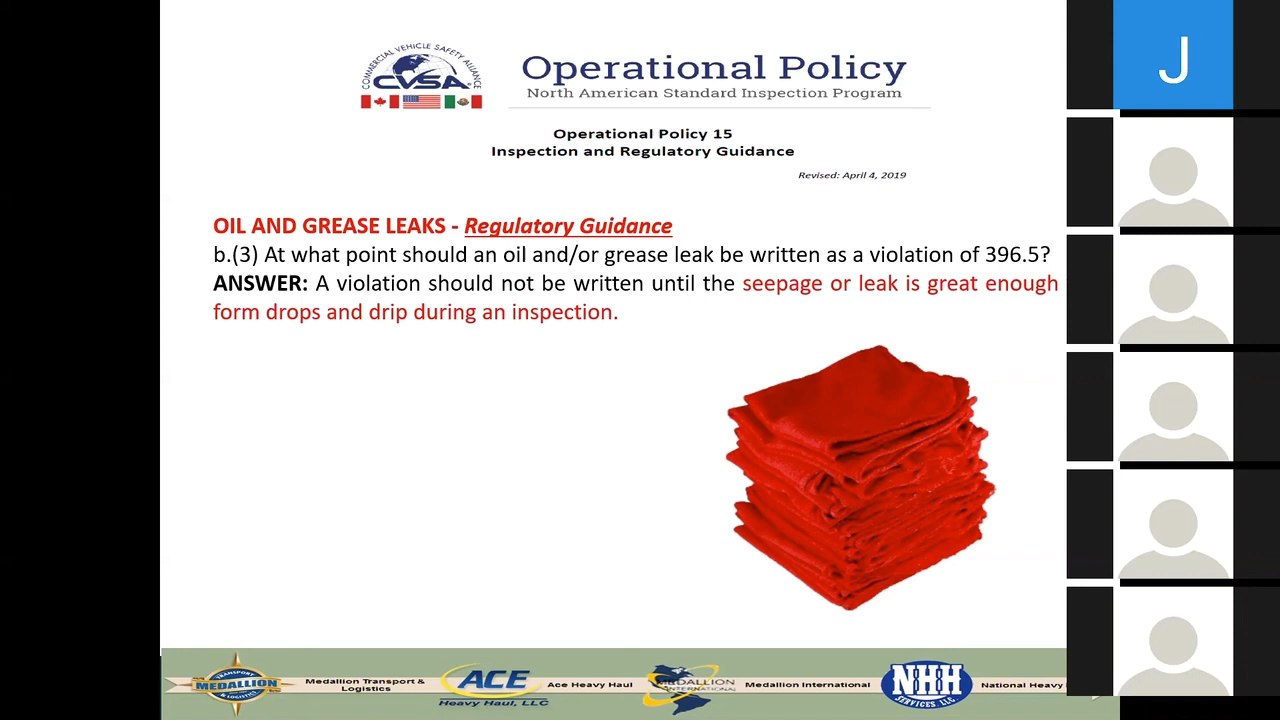 COMMERCIAL VEHICLE SAFETY ALLIANCE
CVSA
Operational Policy
North American Standard Inspection Program
Operational Policy 15
Inspection and Regulatory Guidance
Revised: April 4, 2019
OIL AND GREASE LEAKS - Regulatory Guidance
b.(3) At what point should an oil and/or grease leak be written as a violation of 396.5?
ANSWER: A violation should not be written until the seepage or leak is great enough
form drops and drip during an inspection.
J
TRANSPORT
MEDALLION
& LOGISTICS
Medallion Transport &
Logistics
ACE
Heavy Haul, LLC
Ace Heavy Haul
MEDALLION
INTERNATIONAL
Medallion International
NHH
SERVICES, LLC
National Heavy